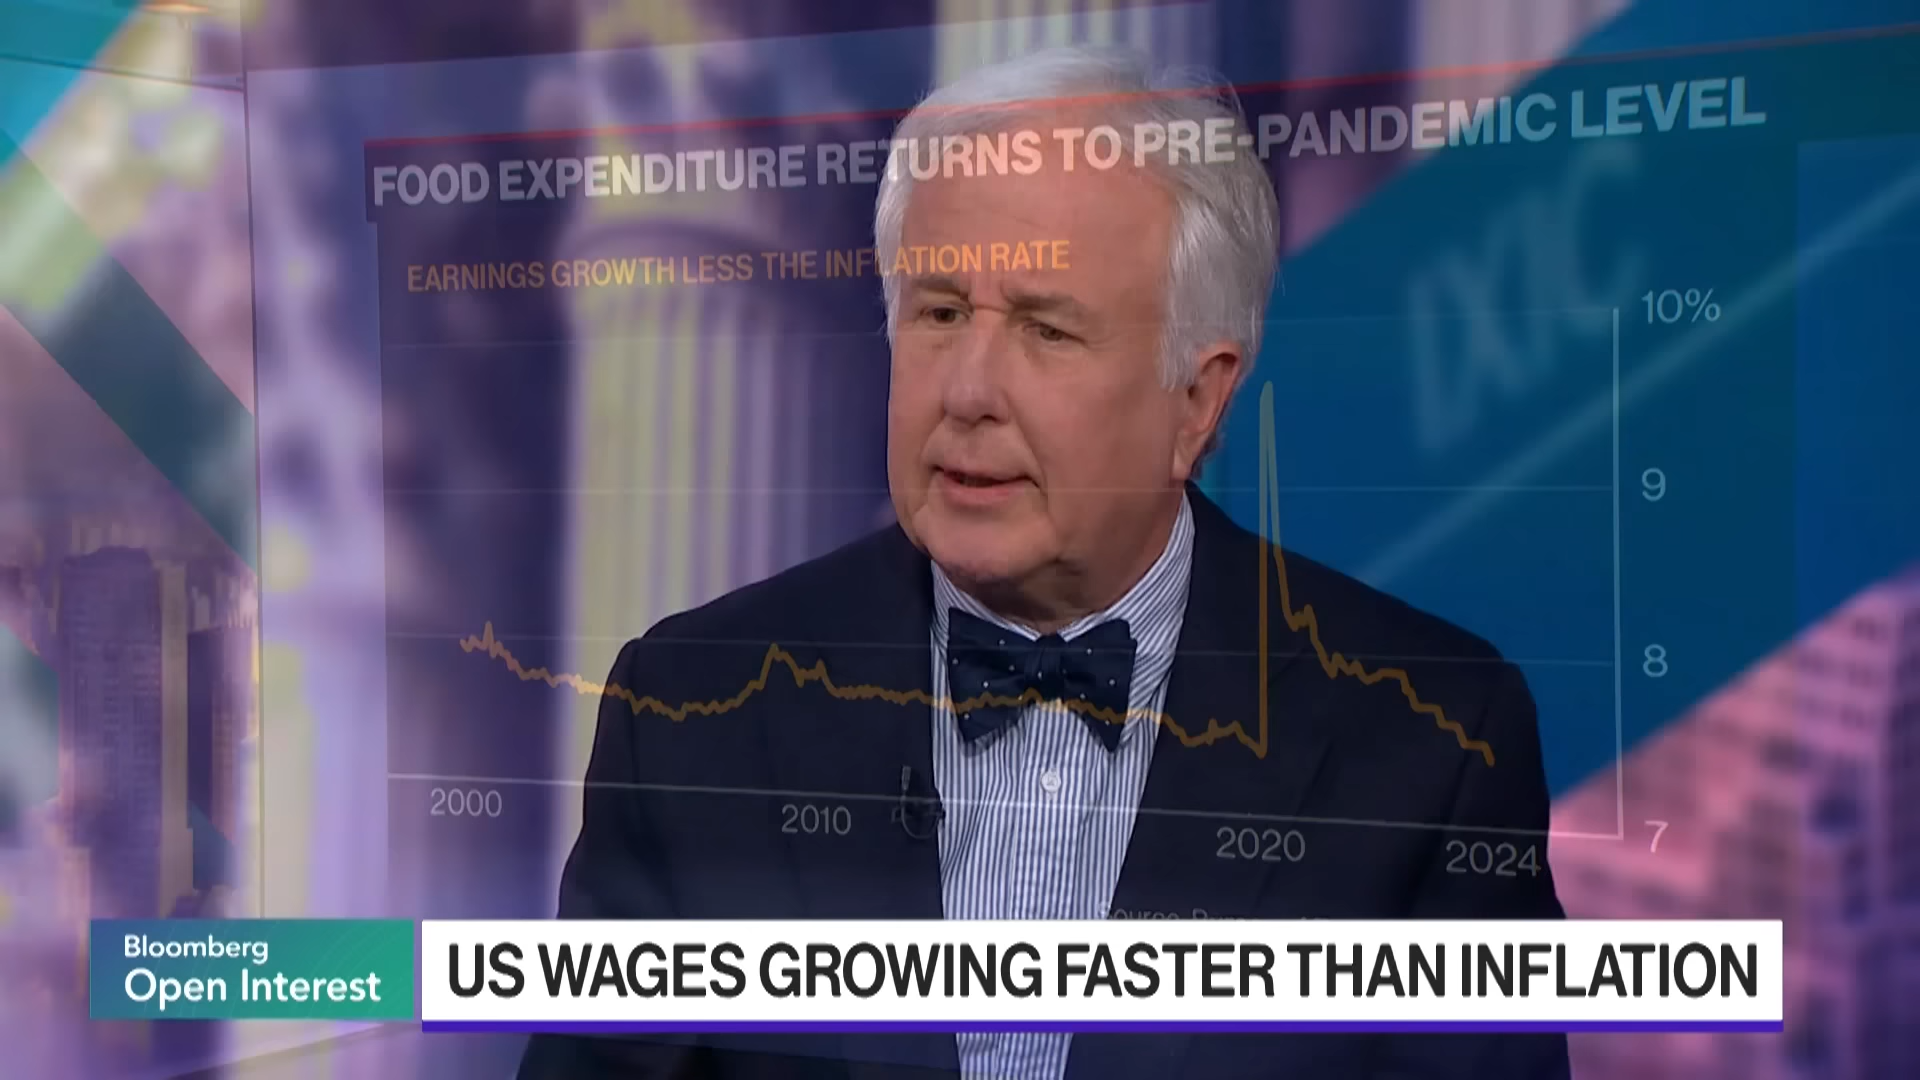 FOOD EXPENDITURE RETURNS TO PRE-PANDEMIC LEVEL
EARNINGS GROWTH LESS THE INFLATION RATE
10%
9
8
7
2000
2010
2020
2024
Source
Bloomberg
Open Interest
US WAGES GROWING FASTER THAN INFLATION